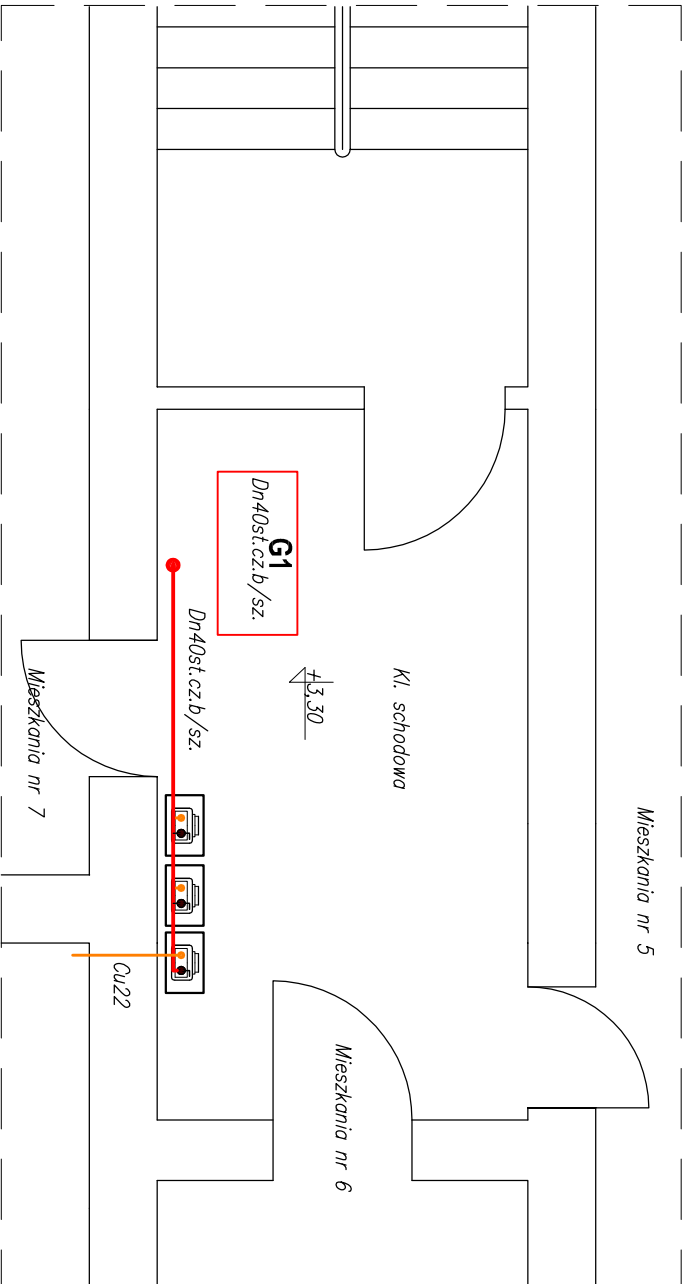 Mieszkania nr 5
Kl. schodowa
+3,30
Mieszkania nr 6
G1
Dn40st.cz.b/sz.
Dn40st.cz.b/sz.
Cu22
Mieszkania nr 7